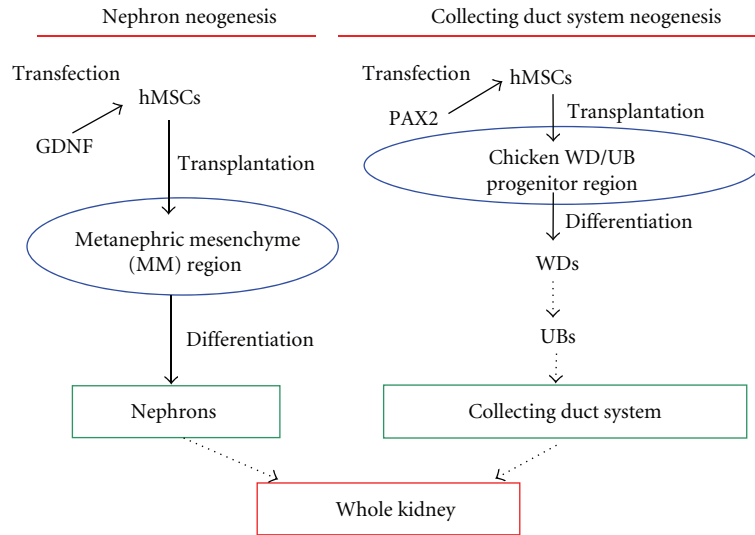 Nephron neogenesis
Transfection
hMSCs
GDNF
Transplantation
Metanephric mesenchyme
(MM) region
Differentiation
Nephrons
Collecting duct system neogenesis
Transfection
hMSCs
PAX2
Transplantation
Chicken WD/UB
progenitor region
Differentiation
WDs
UBs
Collecting duct system
Whole kidney